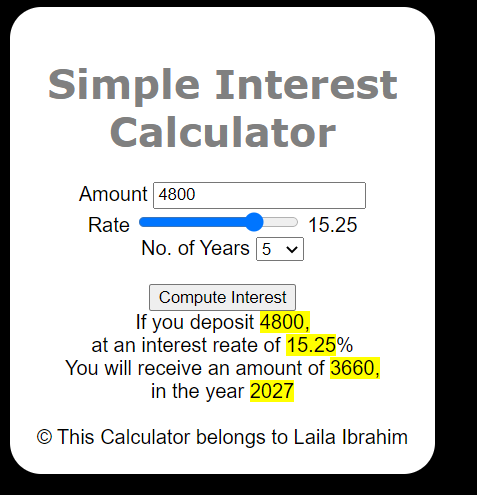 Simple Interest
Calculator
Amount 4800
Rate 15.25
No. of Years 5
Compute Interest
If you deposit 4800,
at an interest reate of 15.25%
You will receive an amount of 3660,
in the year 2027
© This Calculator belongs to Laila Ibrahim